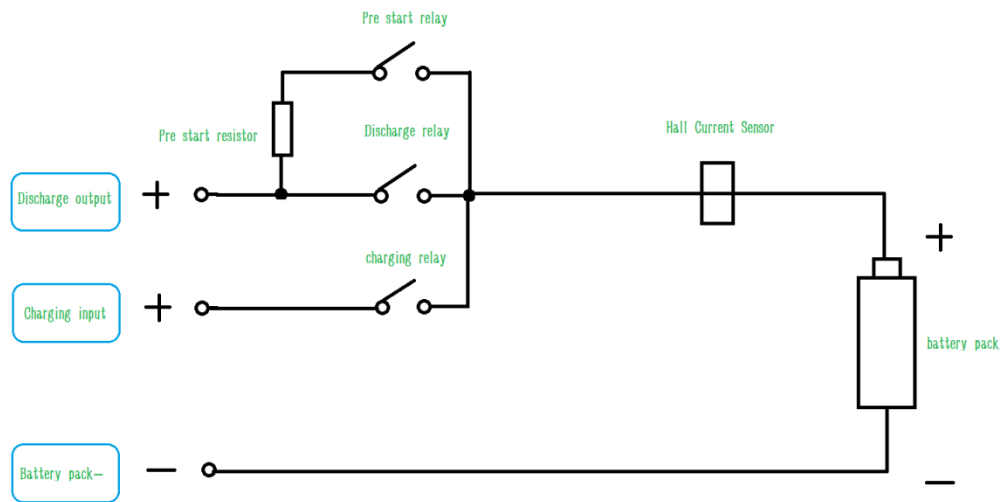 Pre start relay
Pre start resistor
Discharge relay
Hall Current Sensor
Discharge output
+
+
charging relay
Charging input
+
battery pack
Battery pack-
-
-